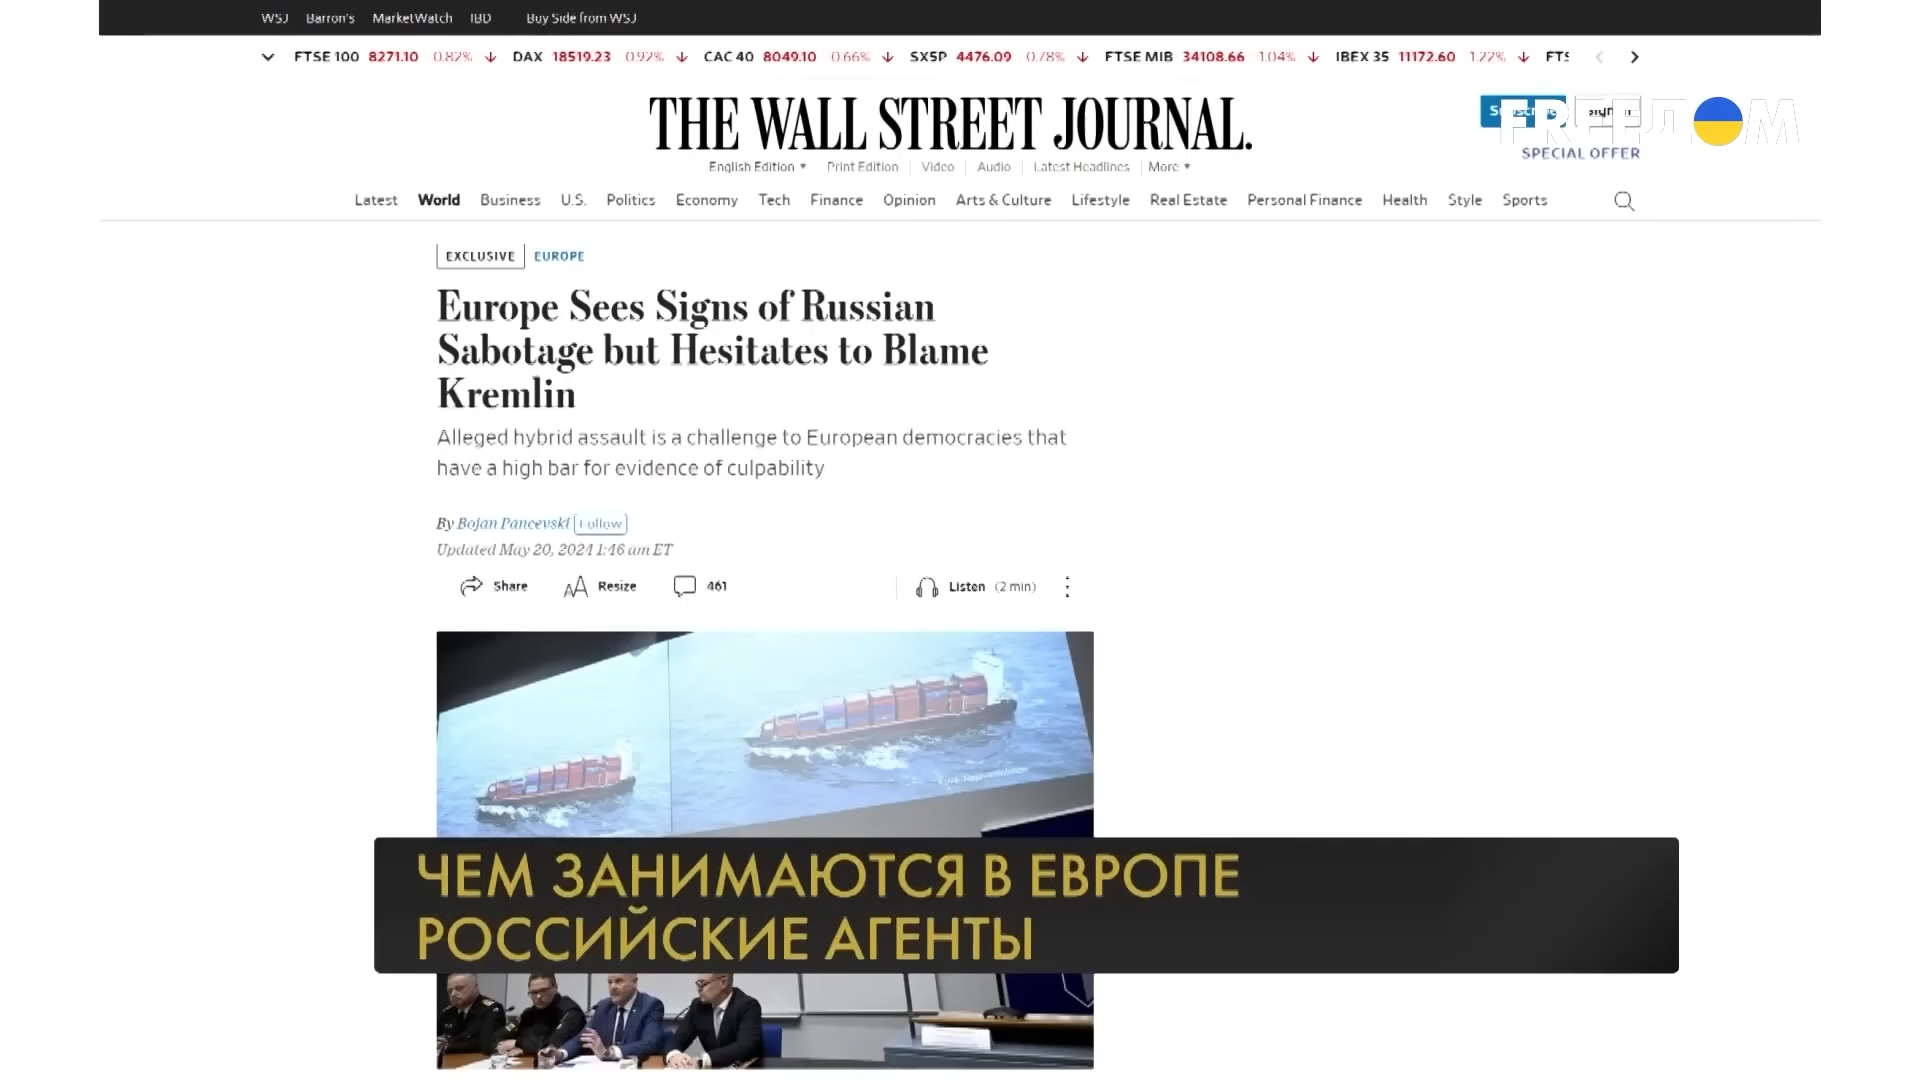 WSJ Barron's MarketWatch IBD Buy Side from WSJ
FTSE 100 8271.10 0.82% DAX 18519.23 0.92% CAC 40 8049.10 0.66% SX5P 4476.09 0.78% FTSE MIB 34108.66 1.04% IBEX 35 11172.60 1.22% FTS
THE WALL STREET JOURNAL.
FREEДОМ
SPECIAL OFFER
English Edition Print Edition Video Audio Latest Headlines More
Latest World Business U.S. Politics Economy Tech Finance Opinion Arts & Culture Lifestyle Real Estate Personal Finance Health Style Sports
EXCLUSIVE EUROPE
Europe Sees Signs of Russian
Sabotage but Hesitates to Blame
Kremlin
Alleged hybrid assault is a challenge to European democracies that
have a high bar for evidence of culpability
By Bojan Pancevski Follow
Updated May 20, 2024 1:46 am ET
Share Resize 461 Listen (2 min)
ЧЕМ ЗАНИМАЮТСЯ В ЕВРОПЕ
РОССИЙСКИЕ АГЕНТЫ